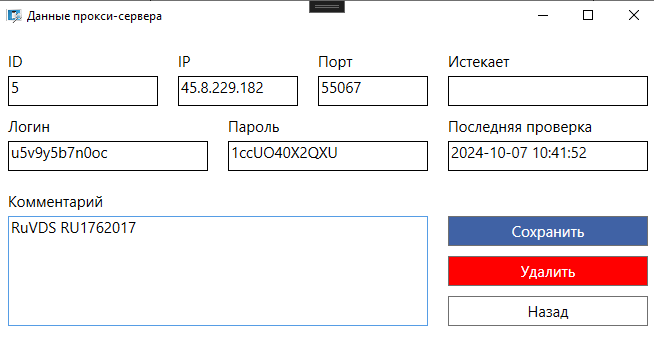 Данные прокси-сервера
ID IP Порт Истекает
5 45.8.229.182 55067
Логин Пароль Последняя проверка
u5v9y5b7n0oc 1ccUO40X2QXU 2024-10-07 10:41:52
Комментарий
RuVDS RU1762017
Сохранить
Удалить
Назад